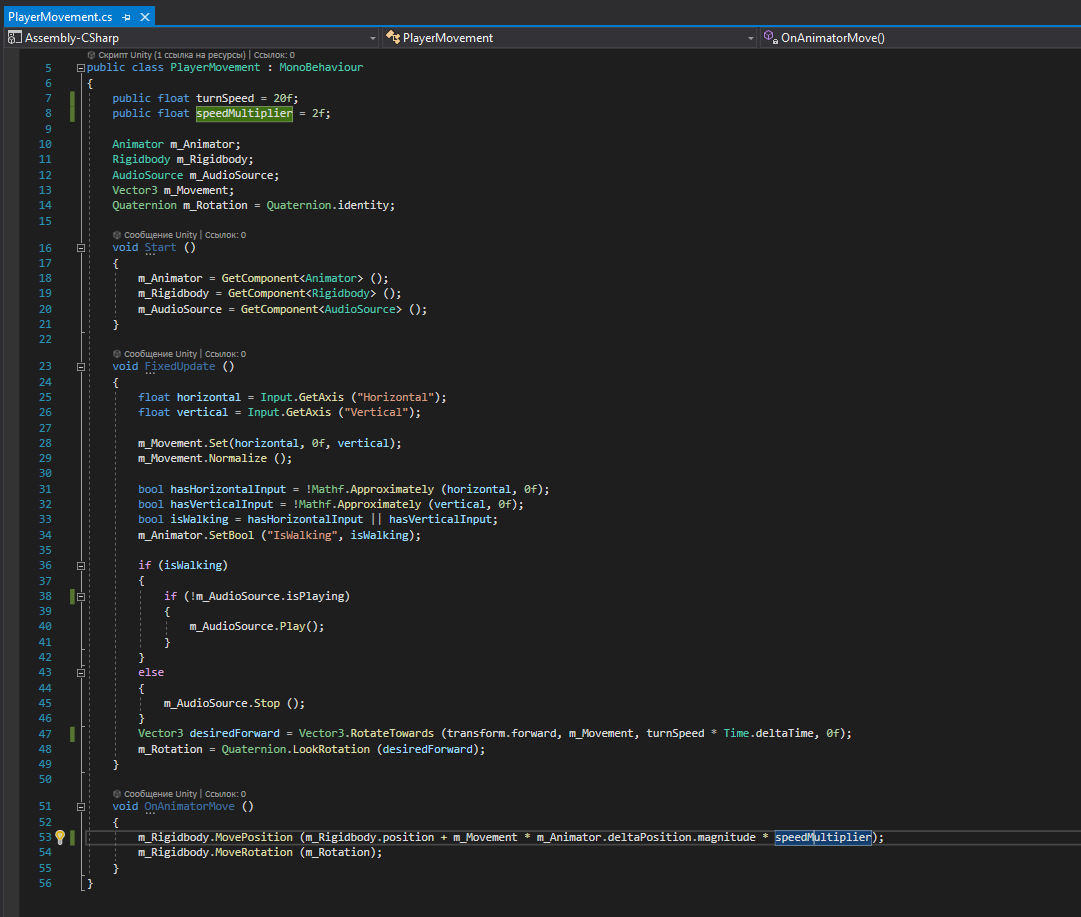 PlayerMovement.cs
Assembly-CSharp PlayerMovement OnAnimatorMove()
Скрипт Unity (1 ссылка на ресурсы) | Ссылок: 0
5 public class PlayerMovement : MonoBehaviour
6 {
7 public float turnSpeed = 20f;
8 public float speedMultiplier = 2f;
9
10 Animator m_Animator;
11 Rigidbody m_Rigidbody;
12 AudioSource m_AudioSource;
13 Vector3 m_Movement;
14 Quaternion m_Rotation = Quaternion.identity;
15
Сообщение Unity | Ссылок: 0
16 void Start ()
17 {
18 m_Animator = GetComponent<Animator> ();
19 m_Rigidbody = GetComponent<Rigidbody> ();
20 m_AudioSource = GetComponent<AudioSource> ();
21 }
22
Сообщение Unity | Ссылок: 0
23 void FixedUpdate ()
24 {
25 float horizontal = Input.GetAxis ("Horizontal");
26 float vertical = Input.GetAxis ("Vertical");
27
28 m_Movement.Set(horizontal, 0f, vertical);
29 m_Movement.Normalize ();
30
31 bool hasHorizontalInput = !Mathf.Approximately (horizontal, 0f);
32 bool hasVerticalInput = !Mathf.Approximately (vertical, 0f);
33 bool isWalking = hasHorizontalInput || hasVerticalInput;
34 m_Animator.SetBool ("IsWalking", isWalking);
35
36 if (isWalking)
37 {
38 if (!m_AudioSource.isPlaying)
39 {
40 m_AudioSource.Play();
41 }
42 }
43 else
44 {
45 m_AudioSource.Stop ();
46 }
47 Vector3 desiredForward = Vector3.RotateTowards (transform.forward, m_Movement, turnSpeed * Time.deltaTime, 0f);
48 m_Rotation = Quaternion.LookRotation (desiredForward);
49 }
50
Сообщение Unity | Ссылок: 0
51 void OnAnimatorMove ()
52 {
53 m_Rigidbody.MovePosition (m_Rigidbody.position + m_Movement * m_Animator.deltaPosition.magnitude * speedMultiplier);
54 m_Rigidbody.MoveRotation (m_Rotation);
55 }
56 }